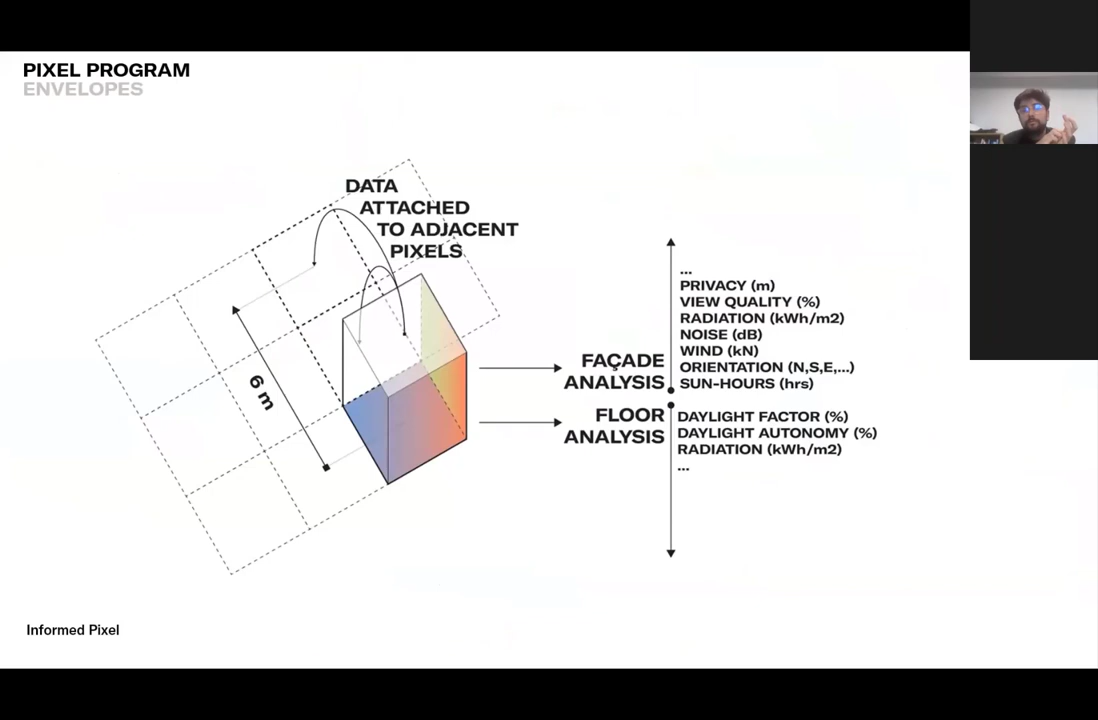 PIXEL PROGRAM
ENVELOPES
DATA
ATTACHED
TO ADJACENT
PIXELS
6 m
FAÇADE
ANALYSIS
...
PRIVACY (m)
VIEW QUALITY (%)
RADIATION (kWh/m2)
NOISE (dB)
WIND (kN)
ORIENTATION (N,S,E,...)
SUN-HOURS (hrs)
FLOOR
ANALYSIS
DAYLIGHT FACTOR (%)
DAYLIGHT AUTONOMY (%)
RADIATION (kWh/m2)
...
Informed Pixel